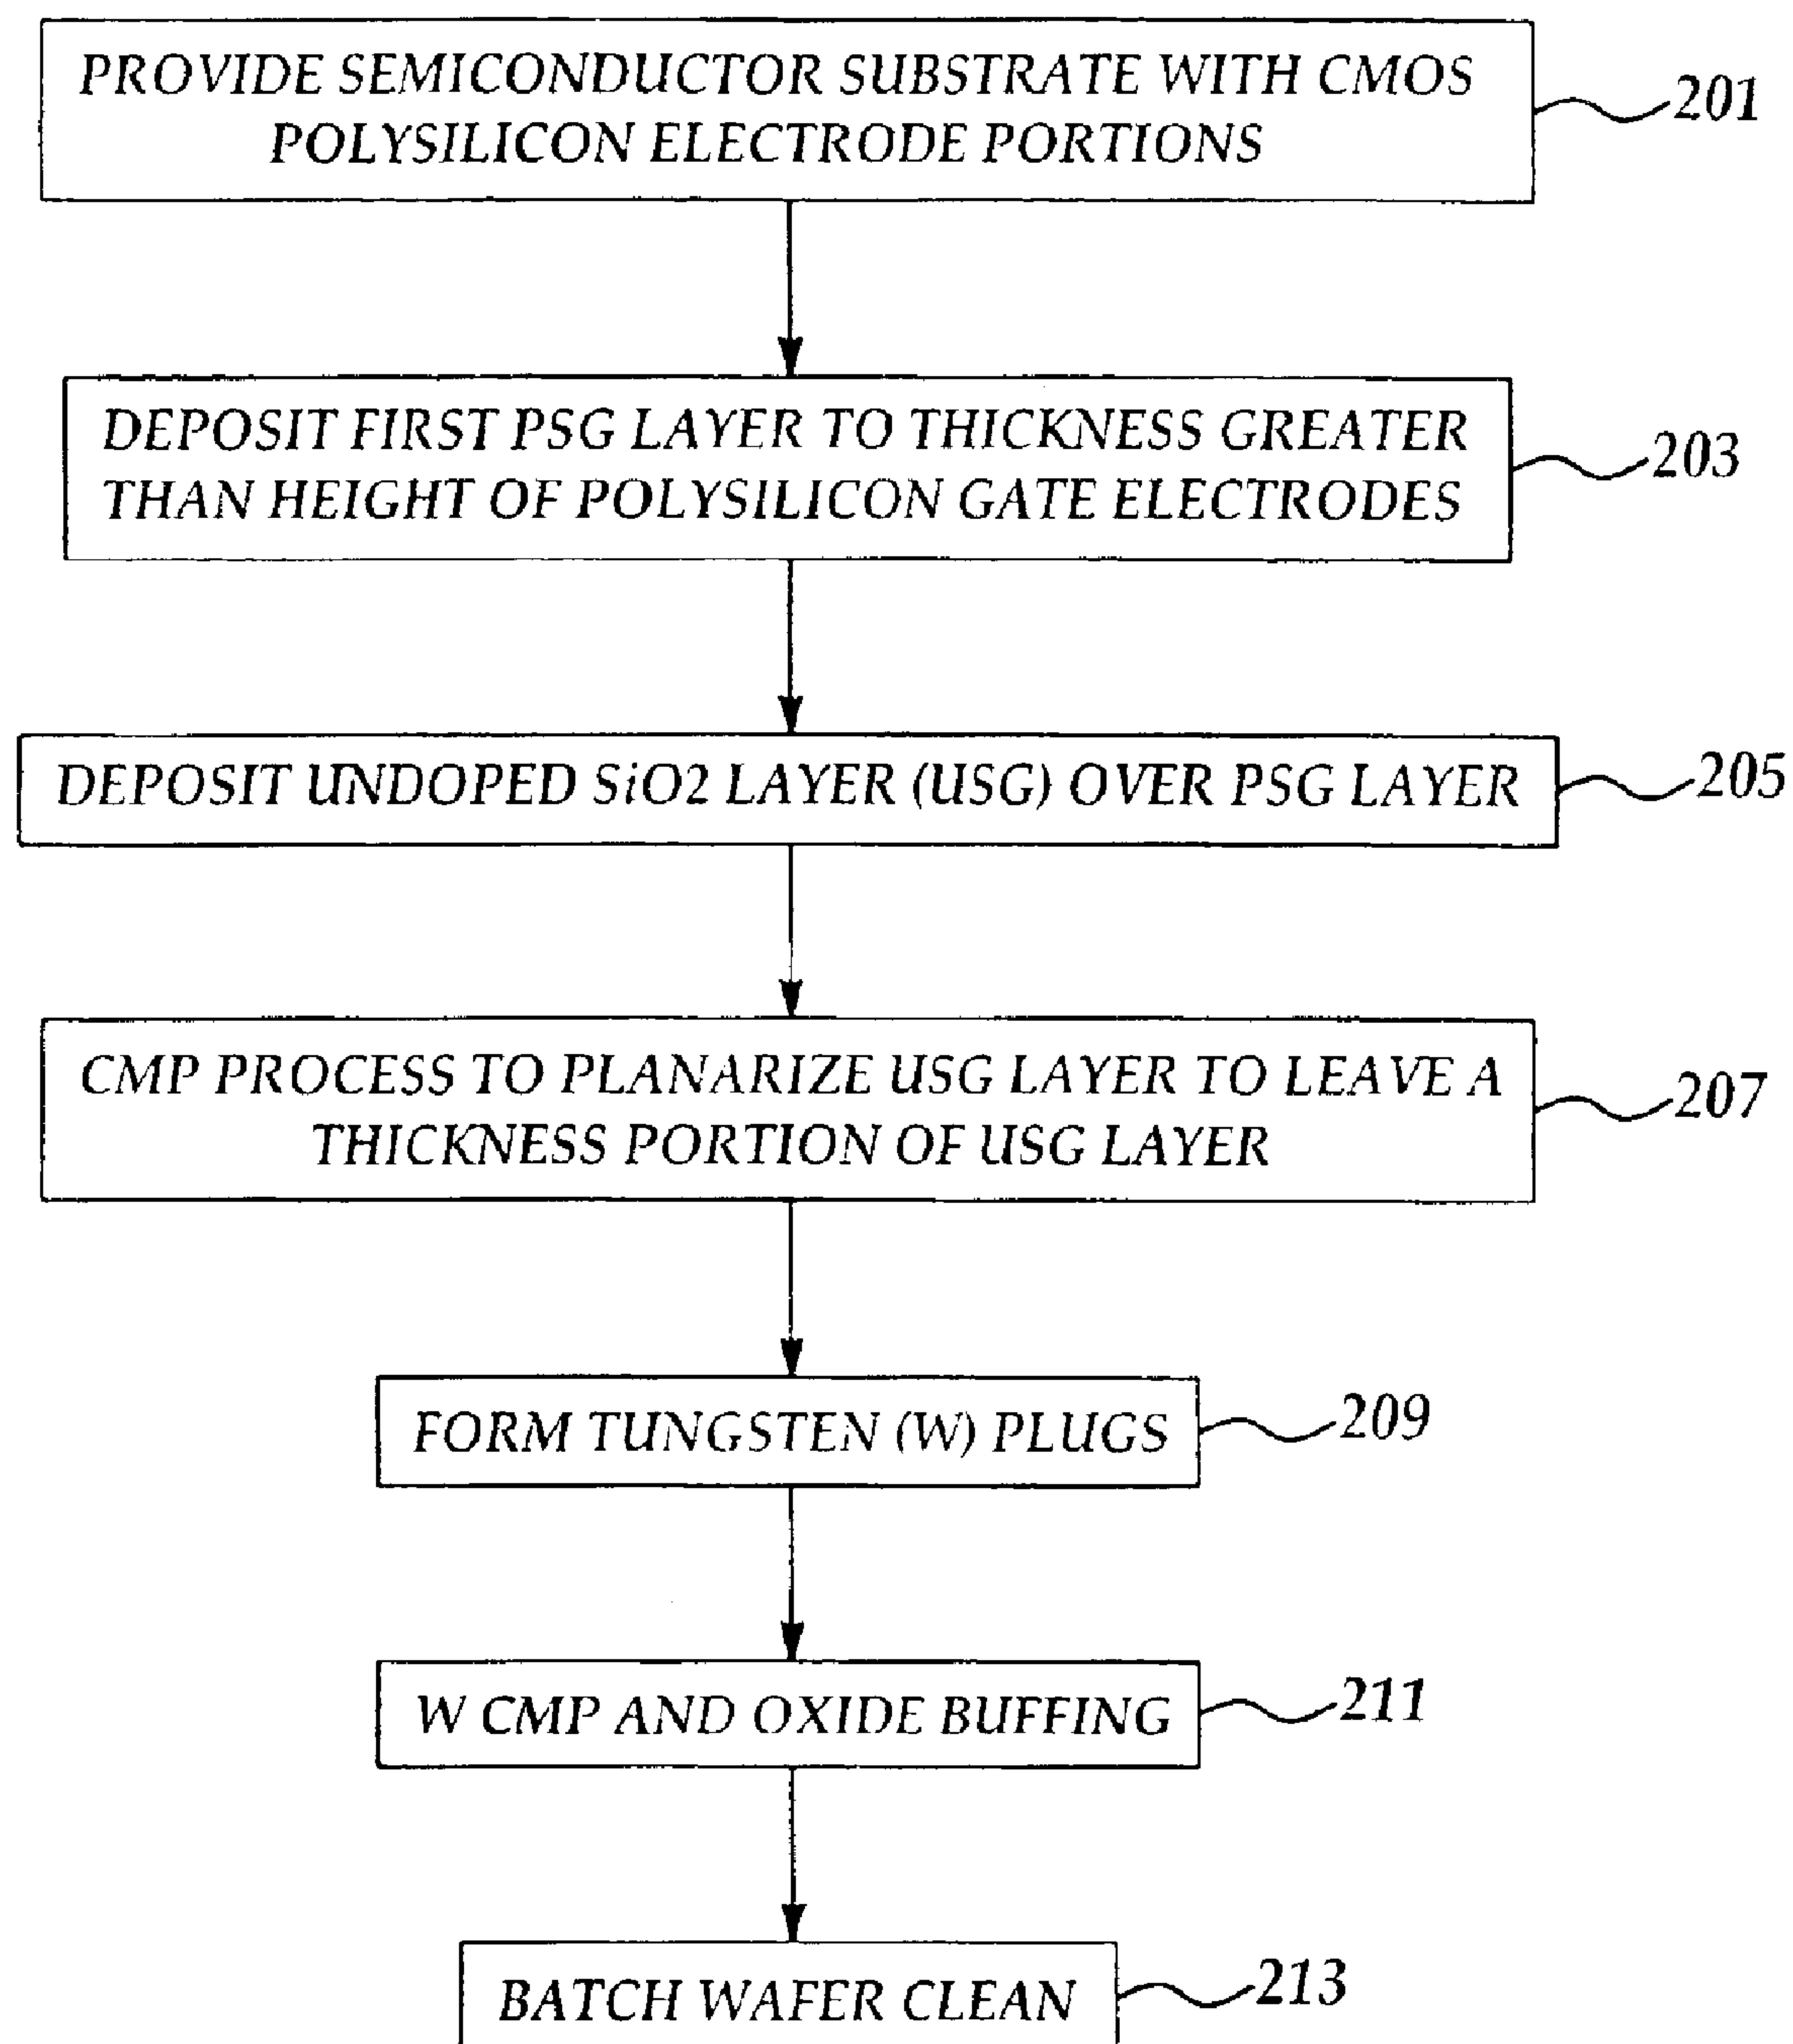 PROVIDE SEMICONDUCTOR SUBSTRATE WITH CMOS
POLYSILICON ELECTRODE PORTIONS
201
DEPOSIT FIRST PSG LAYER TO THICKNESS GREATER
THAN HEIGHT OF POLYSILICON GATE ELECTRODES
203
DEPOSIT UNDOPED SiO2 LAYER (USG) OVER PSG LAYER
205
CMP PROCESS TO PLANARIZE USG LAYER TO LEAVE A
THICKNESS PORTION OF USG LAYER
207
FORM TUNGSTEN (W) PLUGS
209
W CMP AND OXIDE BUFFING
211
BATCH WAFER CLEAN
213